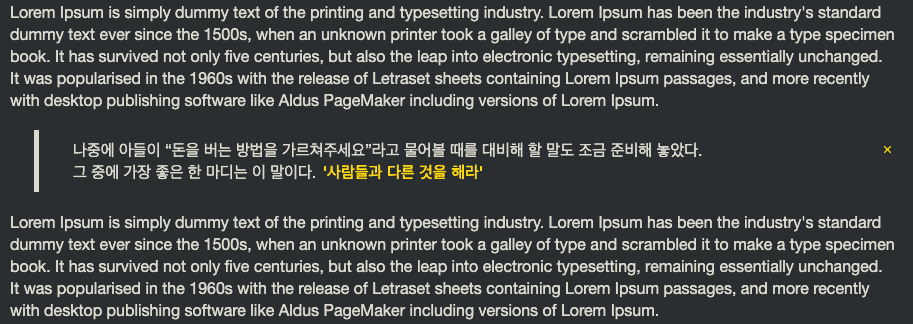 Lorem Ipsum is simply dummy text of the printing and typesetting industry. Lorem Ipsum has been the industry's standard
dummy text ever since the 1500s, when an unknown printer took a galley of type and scrambled it to make a type specimen
book. It has survived not only five centuries, but also the leap into electronic typesetting, remaining essentially unchanged.
It was popularised in the 1960s with the release of Letraset sheets containing Lorem Ipsum passages, and more recently
with desktop publishing software like Aldus PageMaker including versions of Lorem Ipsum.
나중에 아들이 “돈을 버는 방법을 가르쳐주세요”라고 물어볼 때를 대비해 할 말도 조금 준비해 놓았다. ×
그 중에 가장 좋은 한 마디는 이 말이다. '사람들과 다른 것을 해라'
Lorem Ipsum is simply dummy text of the printing and typesetting industry. Lorem Ipsum has been the industry's standard
dummy text ever since the 1500s, when an unknown printer took a galley of type and scrambled it to make a type specimen
book. It has survived not only five centuries, but also the leap into electronic typesetting, remaining essentially unchanged.
It was popularised in the 1960s with the release of Letraset sheets containing Lorem Ipsum passages, and more recently
with desktop publishing software like Aldus PageMaker including versions of Lorem Ipsum.